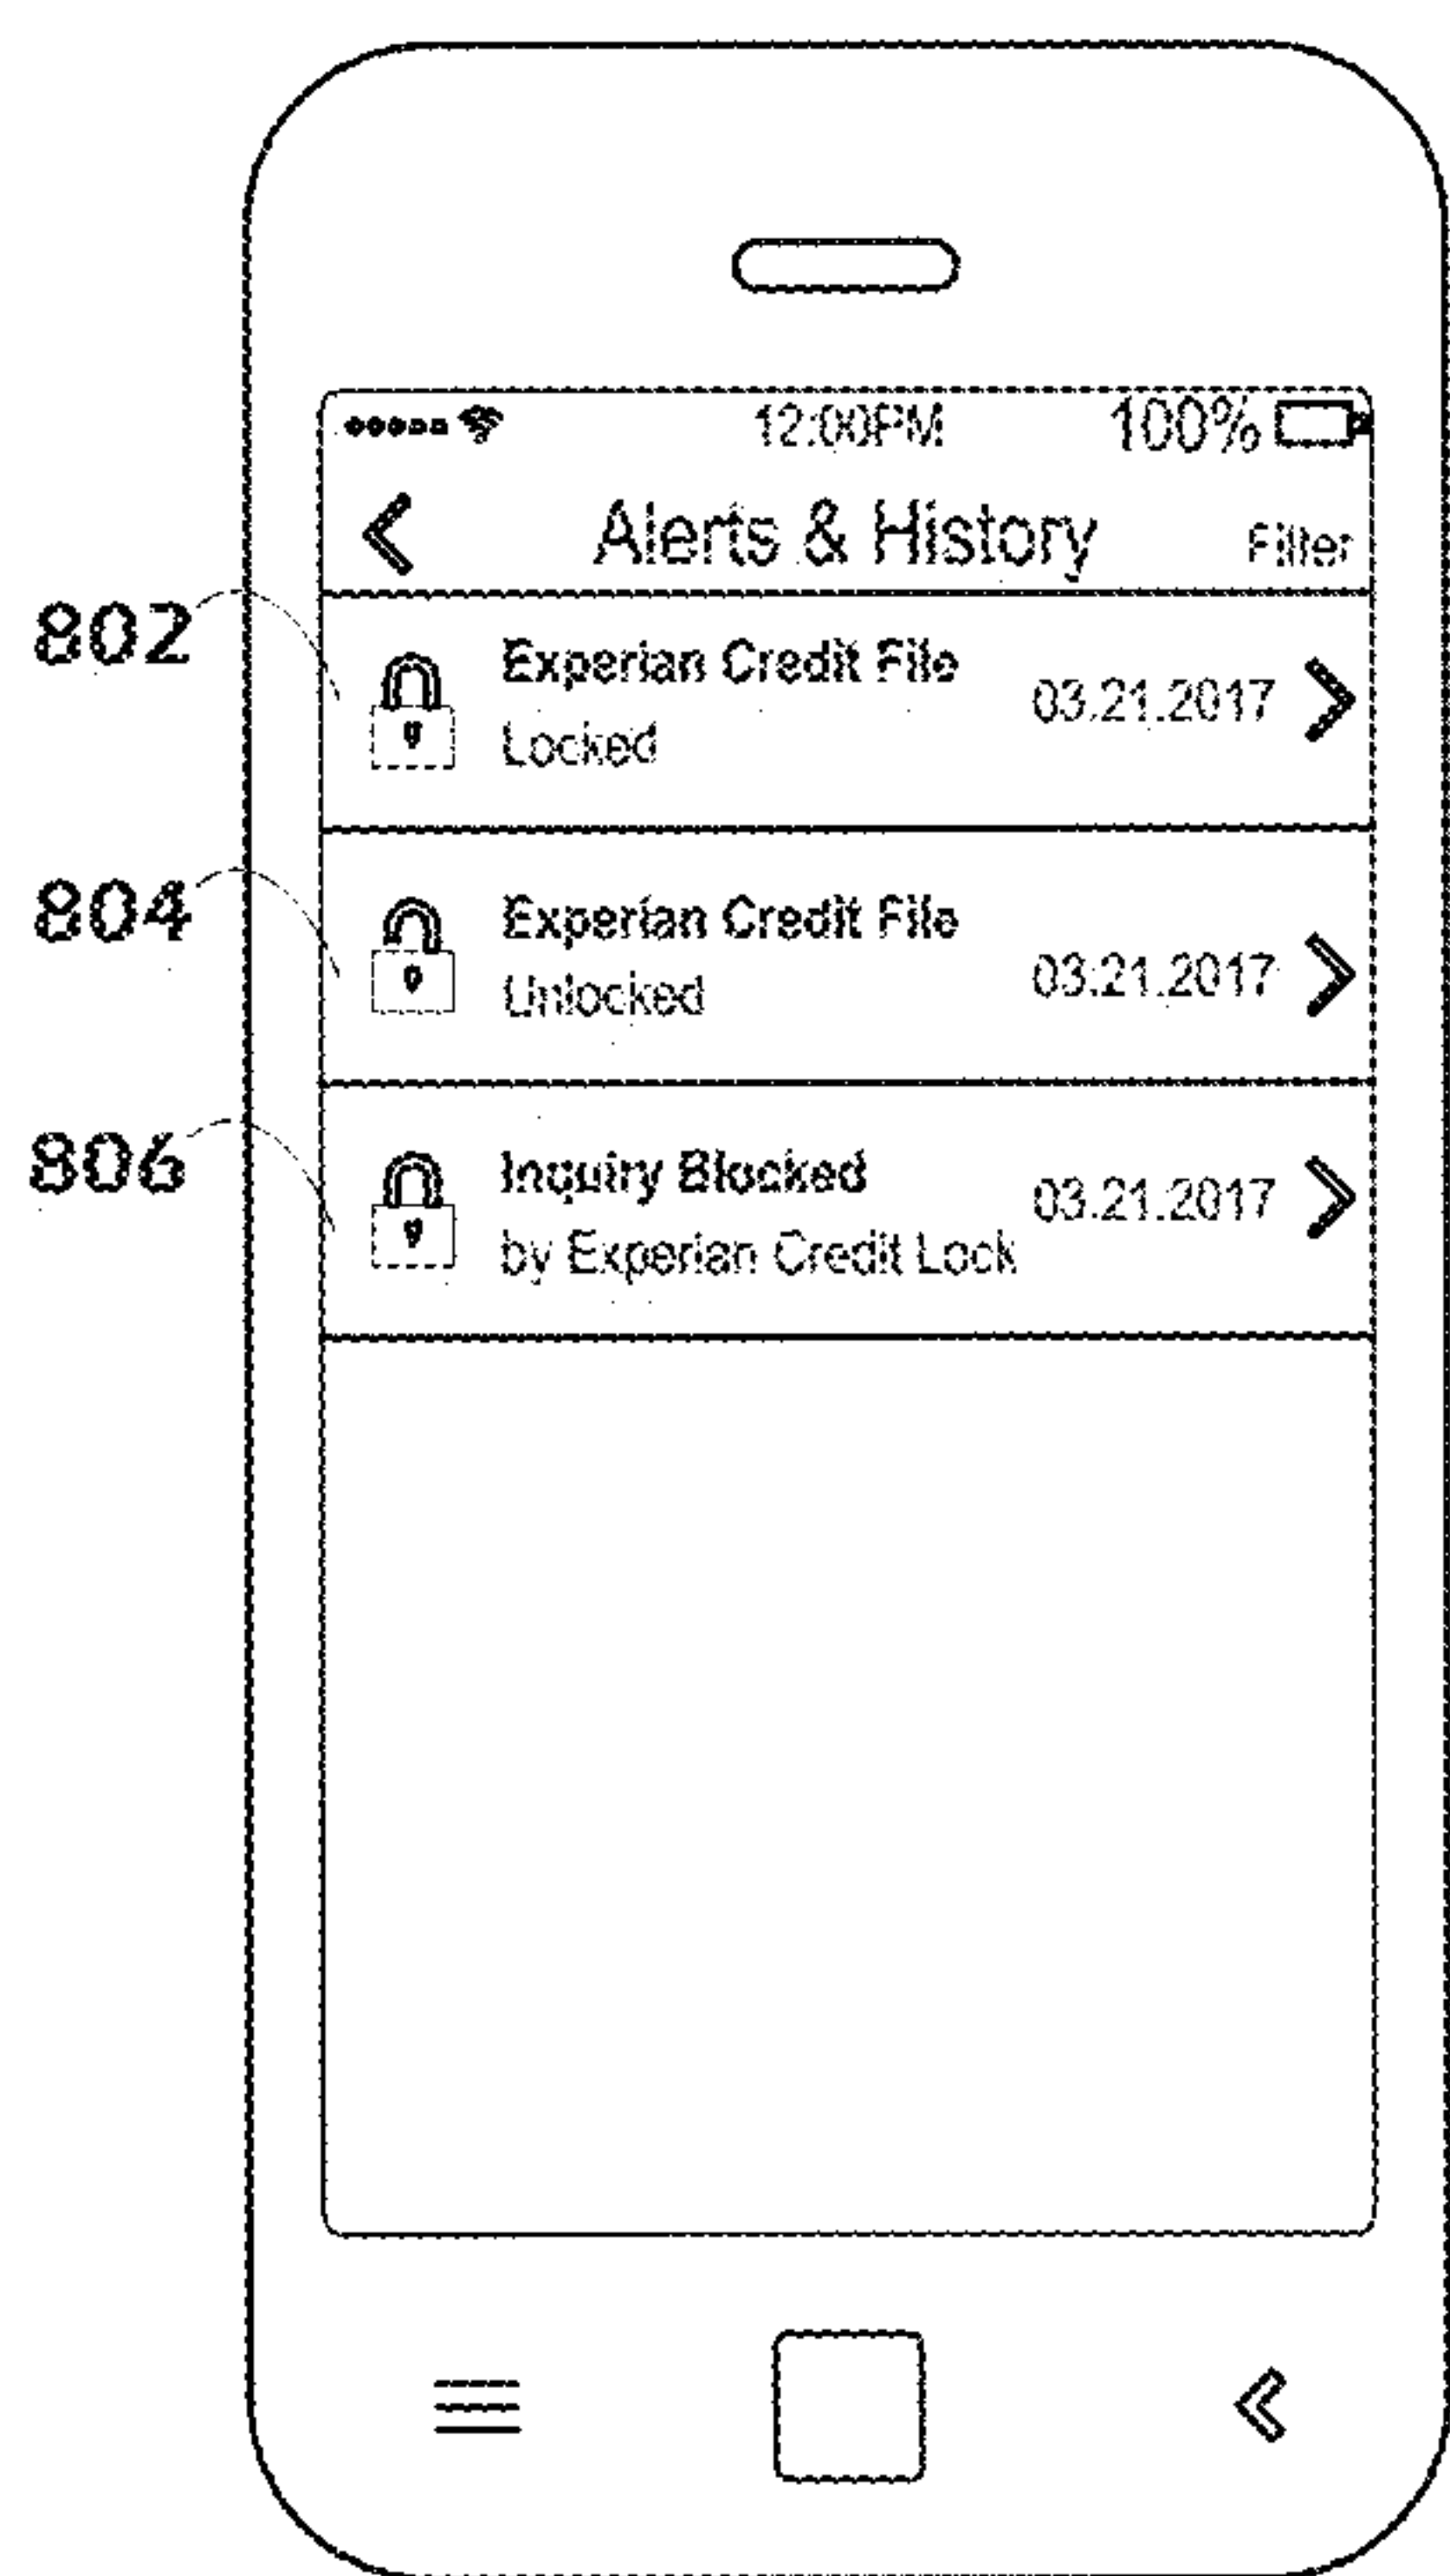 12:00PM 100%
Alerts & History Filter
802
Experian Credit File
03.21.2017
Locked
804
Experian Credit File
03.21.2017
Unlocked
806
Inquiry Blocked
03.21.2017
by Experian Credit Lock